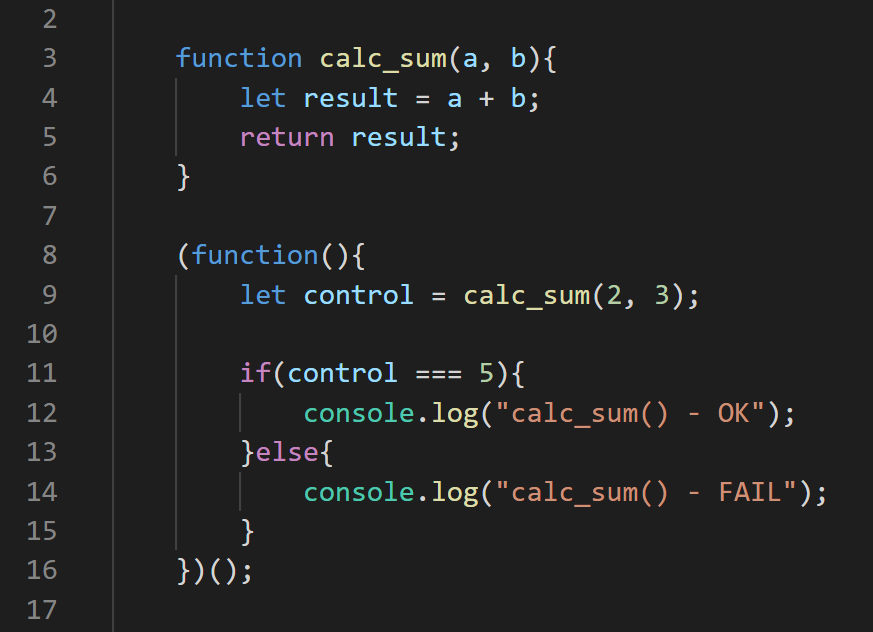 2
3 function calc_sum(a, b){
4 let result = a + b;
5 return result;
6 }
7
8 (function(){
9 let control = calc_sum(2, 3);
10
11 if(control === 5){
12 console.log("calc_sum() - OK");
13 }else{
14 console.log("calc_sum() - FAIL");
15 }
16 })();
17